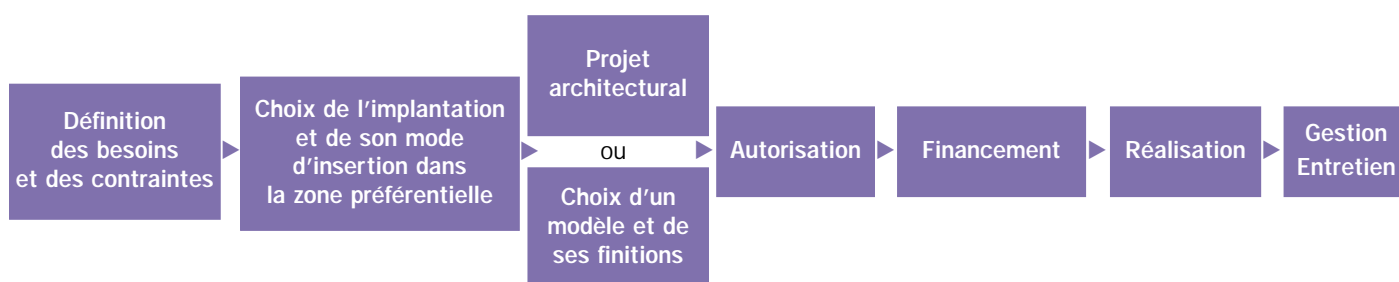 Définition
des besoins
et des contraintes
Choix de l'implantation
et de son mode
d'insertion dans
la zone préférentielle
Projet
architectural
ou
Choix d'un
modèle et de
ses finitions
Autorisation
Financement
Réalisation
Gestion
Entretien